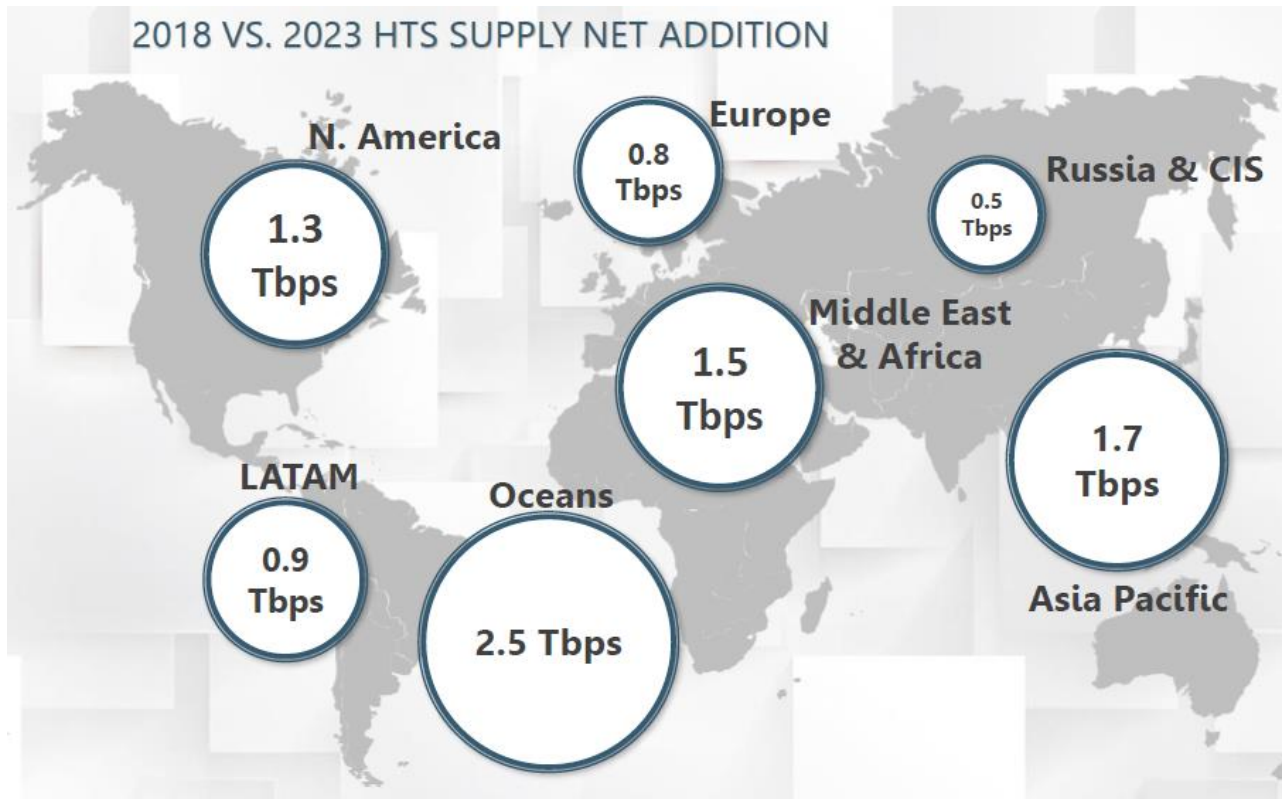 2018 VS. 2023 HTS SUPPLY NET ADDITION
N. America
1.3
Tbps
Europe
0.8
Tbps
Russia & CIS
0.5
Tbps
Middle East
& Africa
1.5
Tbps
LATAM
0.9
Tbps
Oceans
2.5 Tbps
1.7
Tbps
Asia Pacific